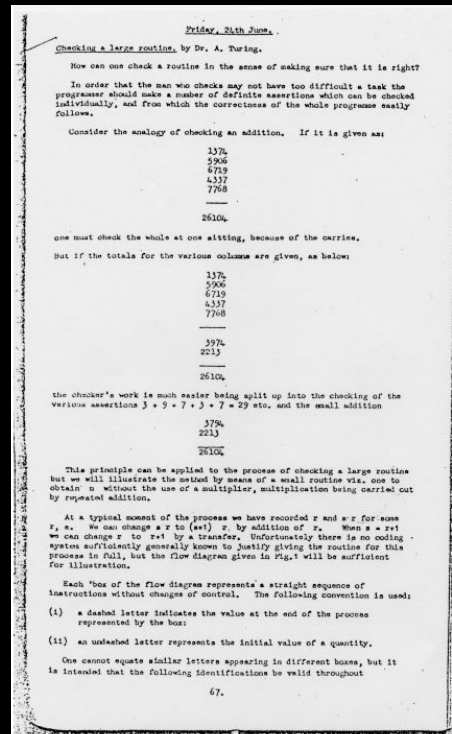 Friday, 24th June.
Checking a large routine. by Dr. A. Turing.
How can one check a routine in the sense of making sure that it is right?
In order that the man who checks may not have too difficult a task the
programmer should make a number of definite assertions which can be checked
individually, and from which the correctness of the whole programme easily
follows.
Consider the analogy of checking an addition. If it is given as:
1374
5906
6719
4337
7768
26104
one must check the whole at one sitting, because of the carries.
But if the totals for the various columns are given, as below:
1374
5906
6719
4337
7768
3974
2213
26104
the checker's work is much easier being split up into the checking of the
various assertions 3 + 9 + 7 + 3 + 7 = 29 etc. and the small addition
3794
2213
26104
This principle can be applied to the process of checking a large routine
but we will illustrate the method by means of a small routine viz. one to
obtain n without the use of a multiplier, multiplication being carried out
by repeated addition.
At a typical moment of the process we have recorded r and s r for some
r, s. We can change s r to (s+1) r by addition of r. When s = r+1
we can change r to r+1 by a transfer. Unfortunately there is no coding
system sufficiently generally known to justify giving the routine for this
process in full, but the flow diagram given in Fig.1 will be sufficient
for illustration.
Each 'box of the flow diagram represents a straight sequence of
instructions without changes of control. The following convention is used:
(i) a dashed letter indicates the value at the end of the process
represented by the box:
(ii) an undashed letter represents the initial value of a quantity.
One cannot equate similar letters appearing in different boxes, but it
is intended that the following identifications be valid throughout
67.